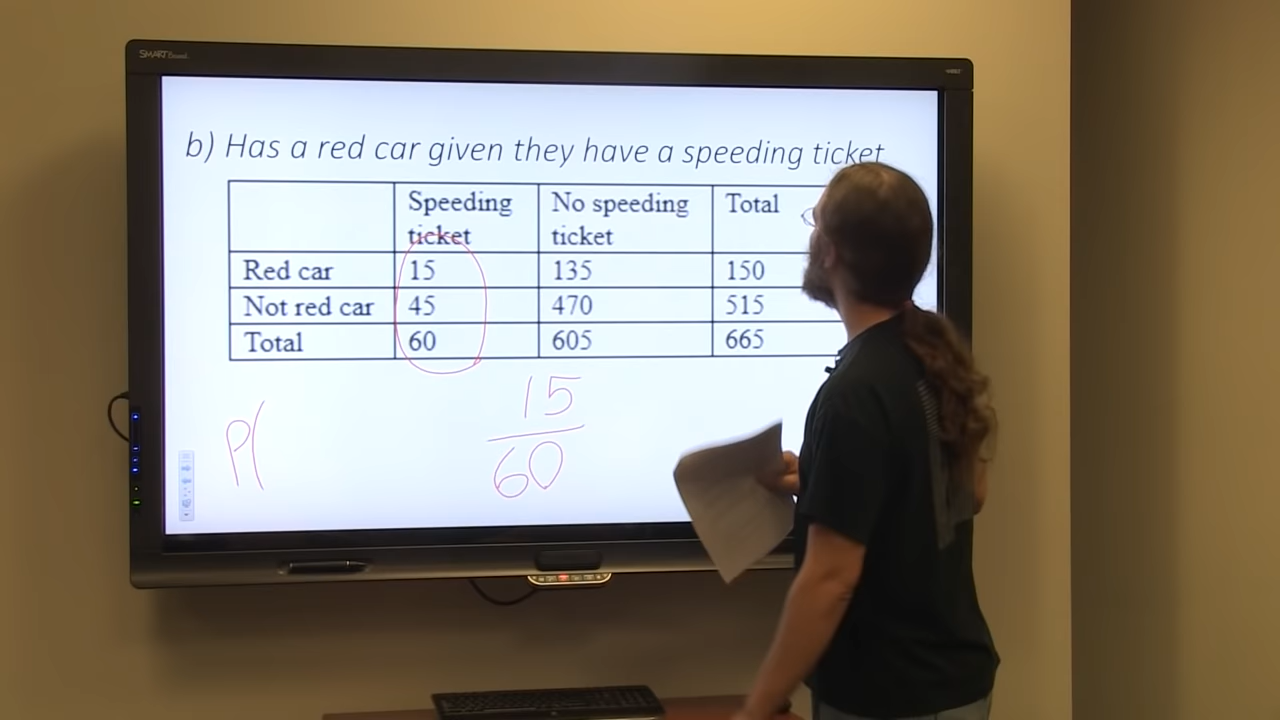 SMART Board
b) Has a red car given they have a speeding ticket
Speeding ticket No speeding ticket Total
Red car 15 135 150
Not red car 45 470 515
Total 60 605 665
P(
15
60